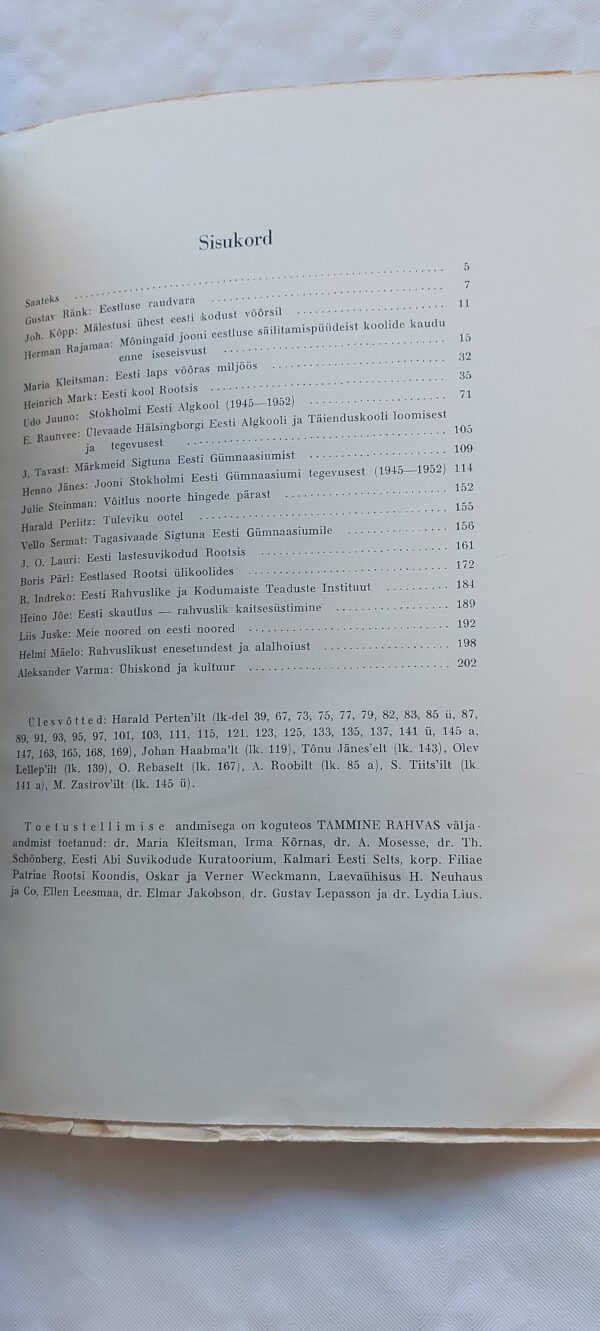 Sisukord
Saateks 5
Gustav Ränk: Eestluse raudvara 7
Joh. Kõpp: Mälestusi ühest eesti kodust võõrsil 11
Herman Rajamaa: Mõningaid jooni eestluse säilitamispüüdeist koolide kaudu
enne iseseisvust 15
Maria Kleitsman: Eesti laps võõras miljöös 32
Heinrich Mark: Eesti kool Rootsis 35
Udo Juuno: Stokholmi Eesti Algkool (1945—1952) 71
E. Raunvee: Ülevaade Hälsingborgi Eesti Algkooli ja Täienduskooli loomisest
ja tegevusest 105
J. Tavast: Märkmeid Sigtuna Eesti Gümnaasiumist 109
Henno Jänes: Jooni Stokholmi Eesti Gümnaasiumi tegevusest (1945—1952) 114
Julie Steinman: Võitlus noorte hingede pärast 152
Harald Perlitz: Tuleviku ootel 155
Vello Sermat: Tagasivaade Sigtuna Eesti Gümnaasiumile 156
J. O. Lauri: Eesti lastesuvikodud Rootsis 161
Boris Pärl: Eestlased Rootsi ülikoolides 172
R. Indreko: Eesti Rahvuslike ja Kodumaiste Teaduste Instituut 184
Heino Jõe: Eesti skautlus — rahvuslik kaitsesüstimine 189
Liis Juske: Meie noored on eesti noored 192
Helmi Mäelo: Rahvuslikust enesetundest ja alalhoiust 198
Aleksander Varma: Ühiskond ja kultuur 202
Ülesvõtted: Harald Perten'ilt (lk-del 39, 67, 73, 75, 77, 79, 82, 83, 85 ü, 87,
89, 91, 93, 95, 97, 101, 103, 111, 115, 121. 123, 125, 133, 135, 137, 141 ü, 145 a,
147, 163, 165, 168, 169), Johan Haabma'lt (lk. 119), Tõnu Jänes'elt (lk. 143), Olev
Lellep'ilt (lk. 139), O. Rebaselt (lk. 167), A. Roobilt (lk. 85 a), S. Tiits'ilt (lk.
141 a), M. Zastrov'ilt (lk. 145 ü).
Toetustellimise andmisega on koguteos TAMMINE RAHVAS välja-
andmist toetanud: dr. Maria Kleitsman, Irma Kõrnas, dr. A. Mosesse, dr. Th.
Schönberg, Eesti Abi Suvikodude Kuratoorium, Kalmari Eesti Selts, korp. Filiae
Patriae Rootsi Koondis, Oskar ja Verner Weckmann, Laevaühisus H. Neuhaus
ja Co, Ellen Leesmaa, dr. Elmar Jakobson, dr. Gustav Lepasson ja dr. Lydia Lius.